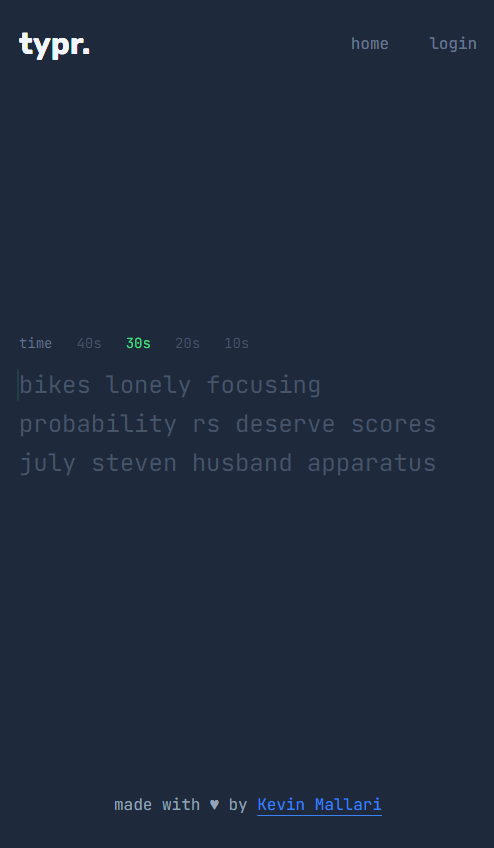 typr.
home login
time 40s 30s 20s 10s
bikes lonely focusing
probability rs deserve scores
july steven husband apparatus
made with ♥ by Kevin Mallari